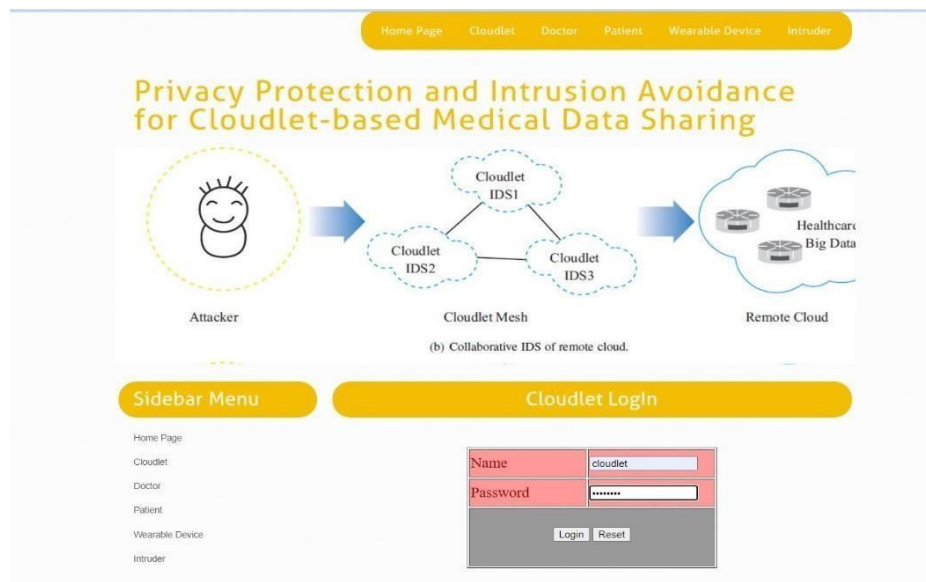 Home Page Cloudlet Doctor Patient Wearable Device Intruder
Privacy Protection and Intrusion Avoidance
for Cloudlet-based Medical Data Sharing
Cloudlet
IDS1
Cloudlet
IDS2
Cloudlet
IDS3
Healthcare
Big Data
Attacker
Cloudlet Mesh
Remote Cloud
(b) Collaborative IDS of remote cloud.
Sidebar Menu
Home Page
Cloudlet
Doctor
Patient
Wearable Device
Intruder
Cloudlet LogIn
Name cloudlet
Password ••••••••
Login Reset